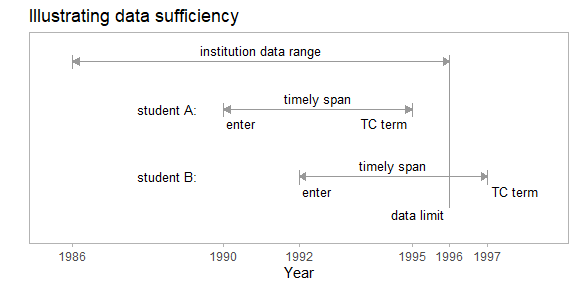 Illustrating data sufficiency
institution data range
student A:
timely span
enter
TC term
student B:
timely span
enter
TC term
data limit
1986 1990 1992 1995 1996 1997
Year